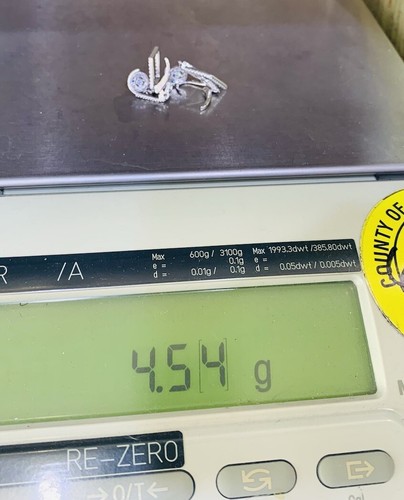 COUNTY OF
R /A
Max 600g / 3100g Max 1993.3dwt /385.80dwt
e = 0.1g e =
d = 0.01g / 0.1g d = 0.05dwt / 0.005dwt
4.54 g
RE-ZERO
→O/T←